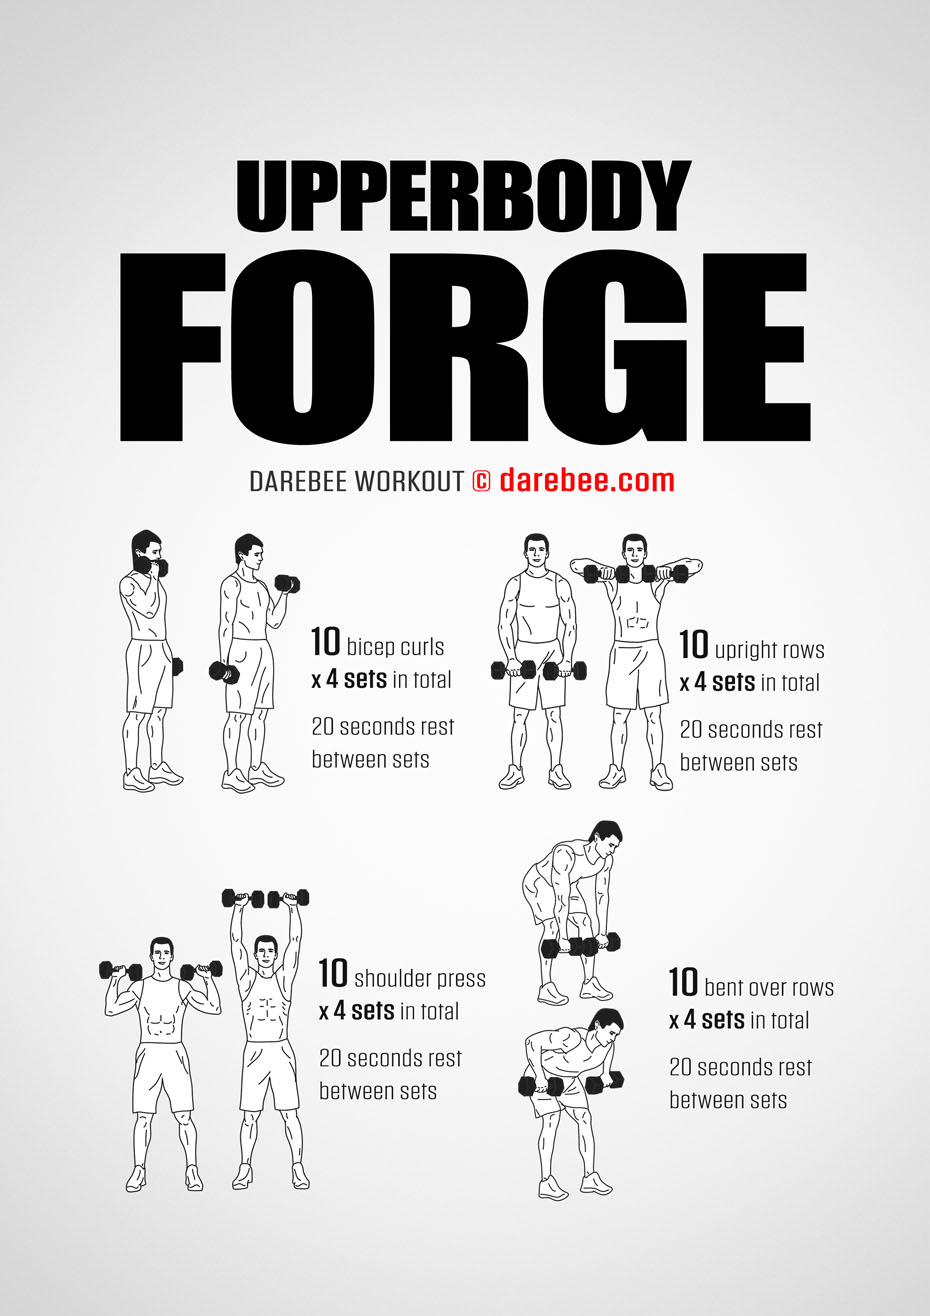 UPPERBODY
FORGE
DAREBEE WORKOUT © darebee.com
10 bicep curls
x 4 sets in total
20 seconds rest
between sets
10 upright rows
x 4 sets in total
20 seconds rest
between sets
10 shoulder press
x 4 sets in total
20 seconds rest
between sets
10 bent over rows
x 4 sets in total
20 seconds rest
between sets